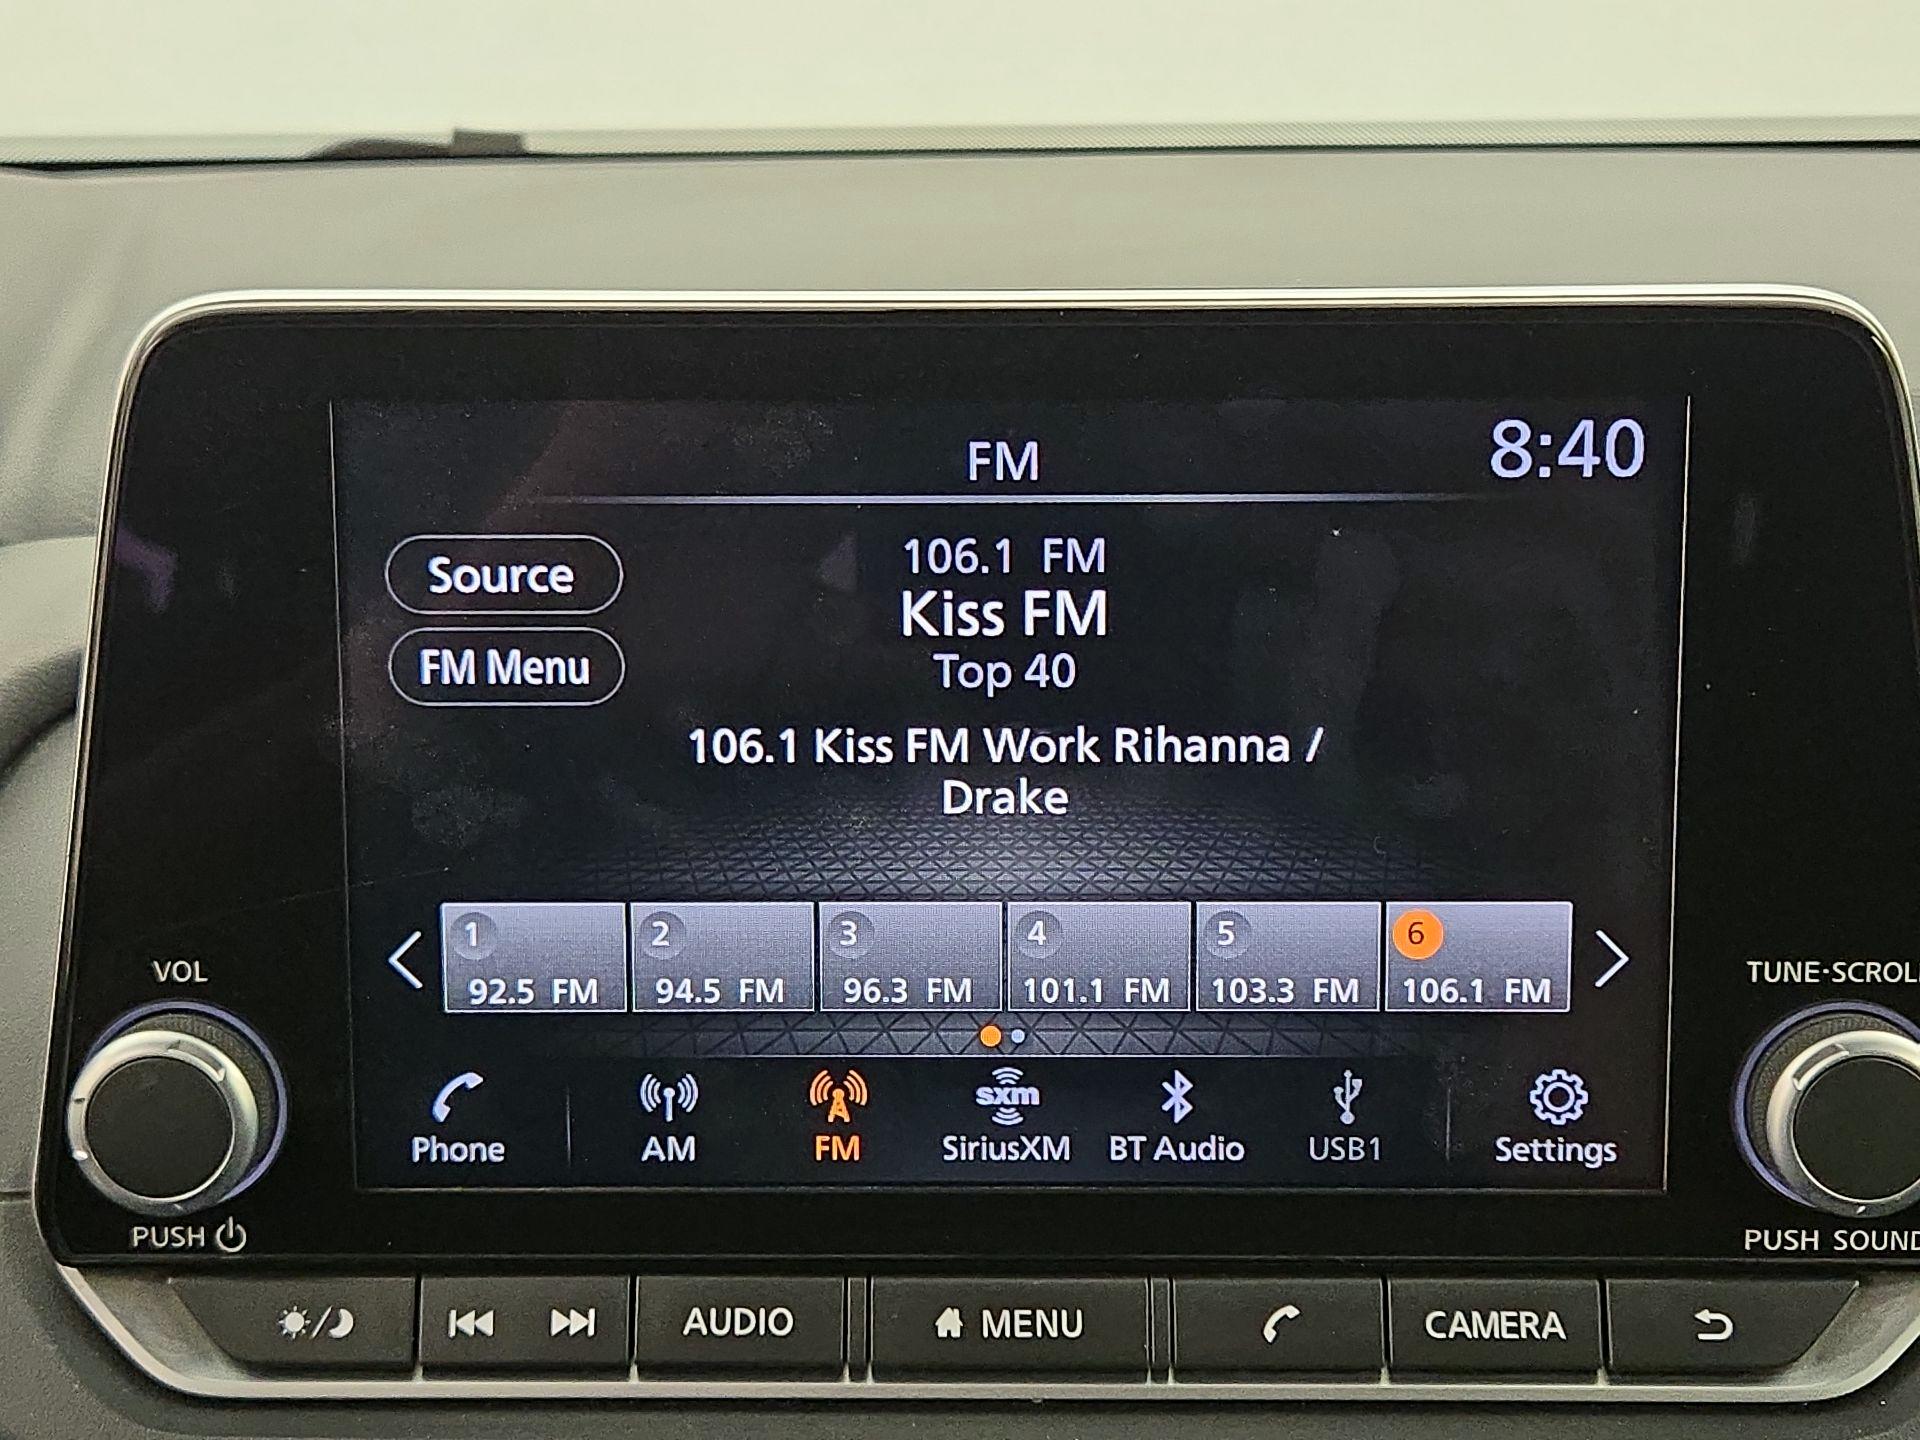 FM
8:40
Source
106.1 FM
Kiss FM
FM Menu
Top 40
106.1 Kiss FM Work Rihanna /
Drake
1
2
3
4
5
6
92.5 FM
94.5 FM
96.3 FM
101.1 FM
103.3 FM
106.1 FM
VOL
TUNE·SCROLL
sxm
Phone
AM
FM
SiriusXM
BT Audio
USB1
Settings
PUSH
PUSH SOUND
AUDIO
MENU
CAMERA